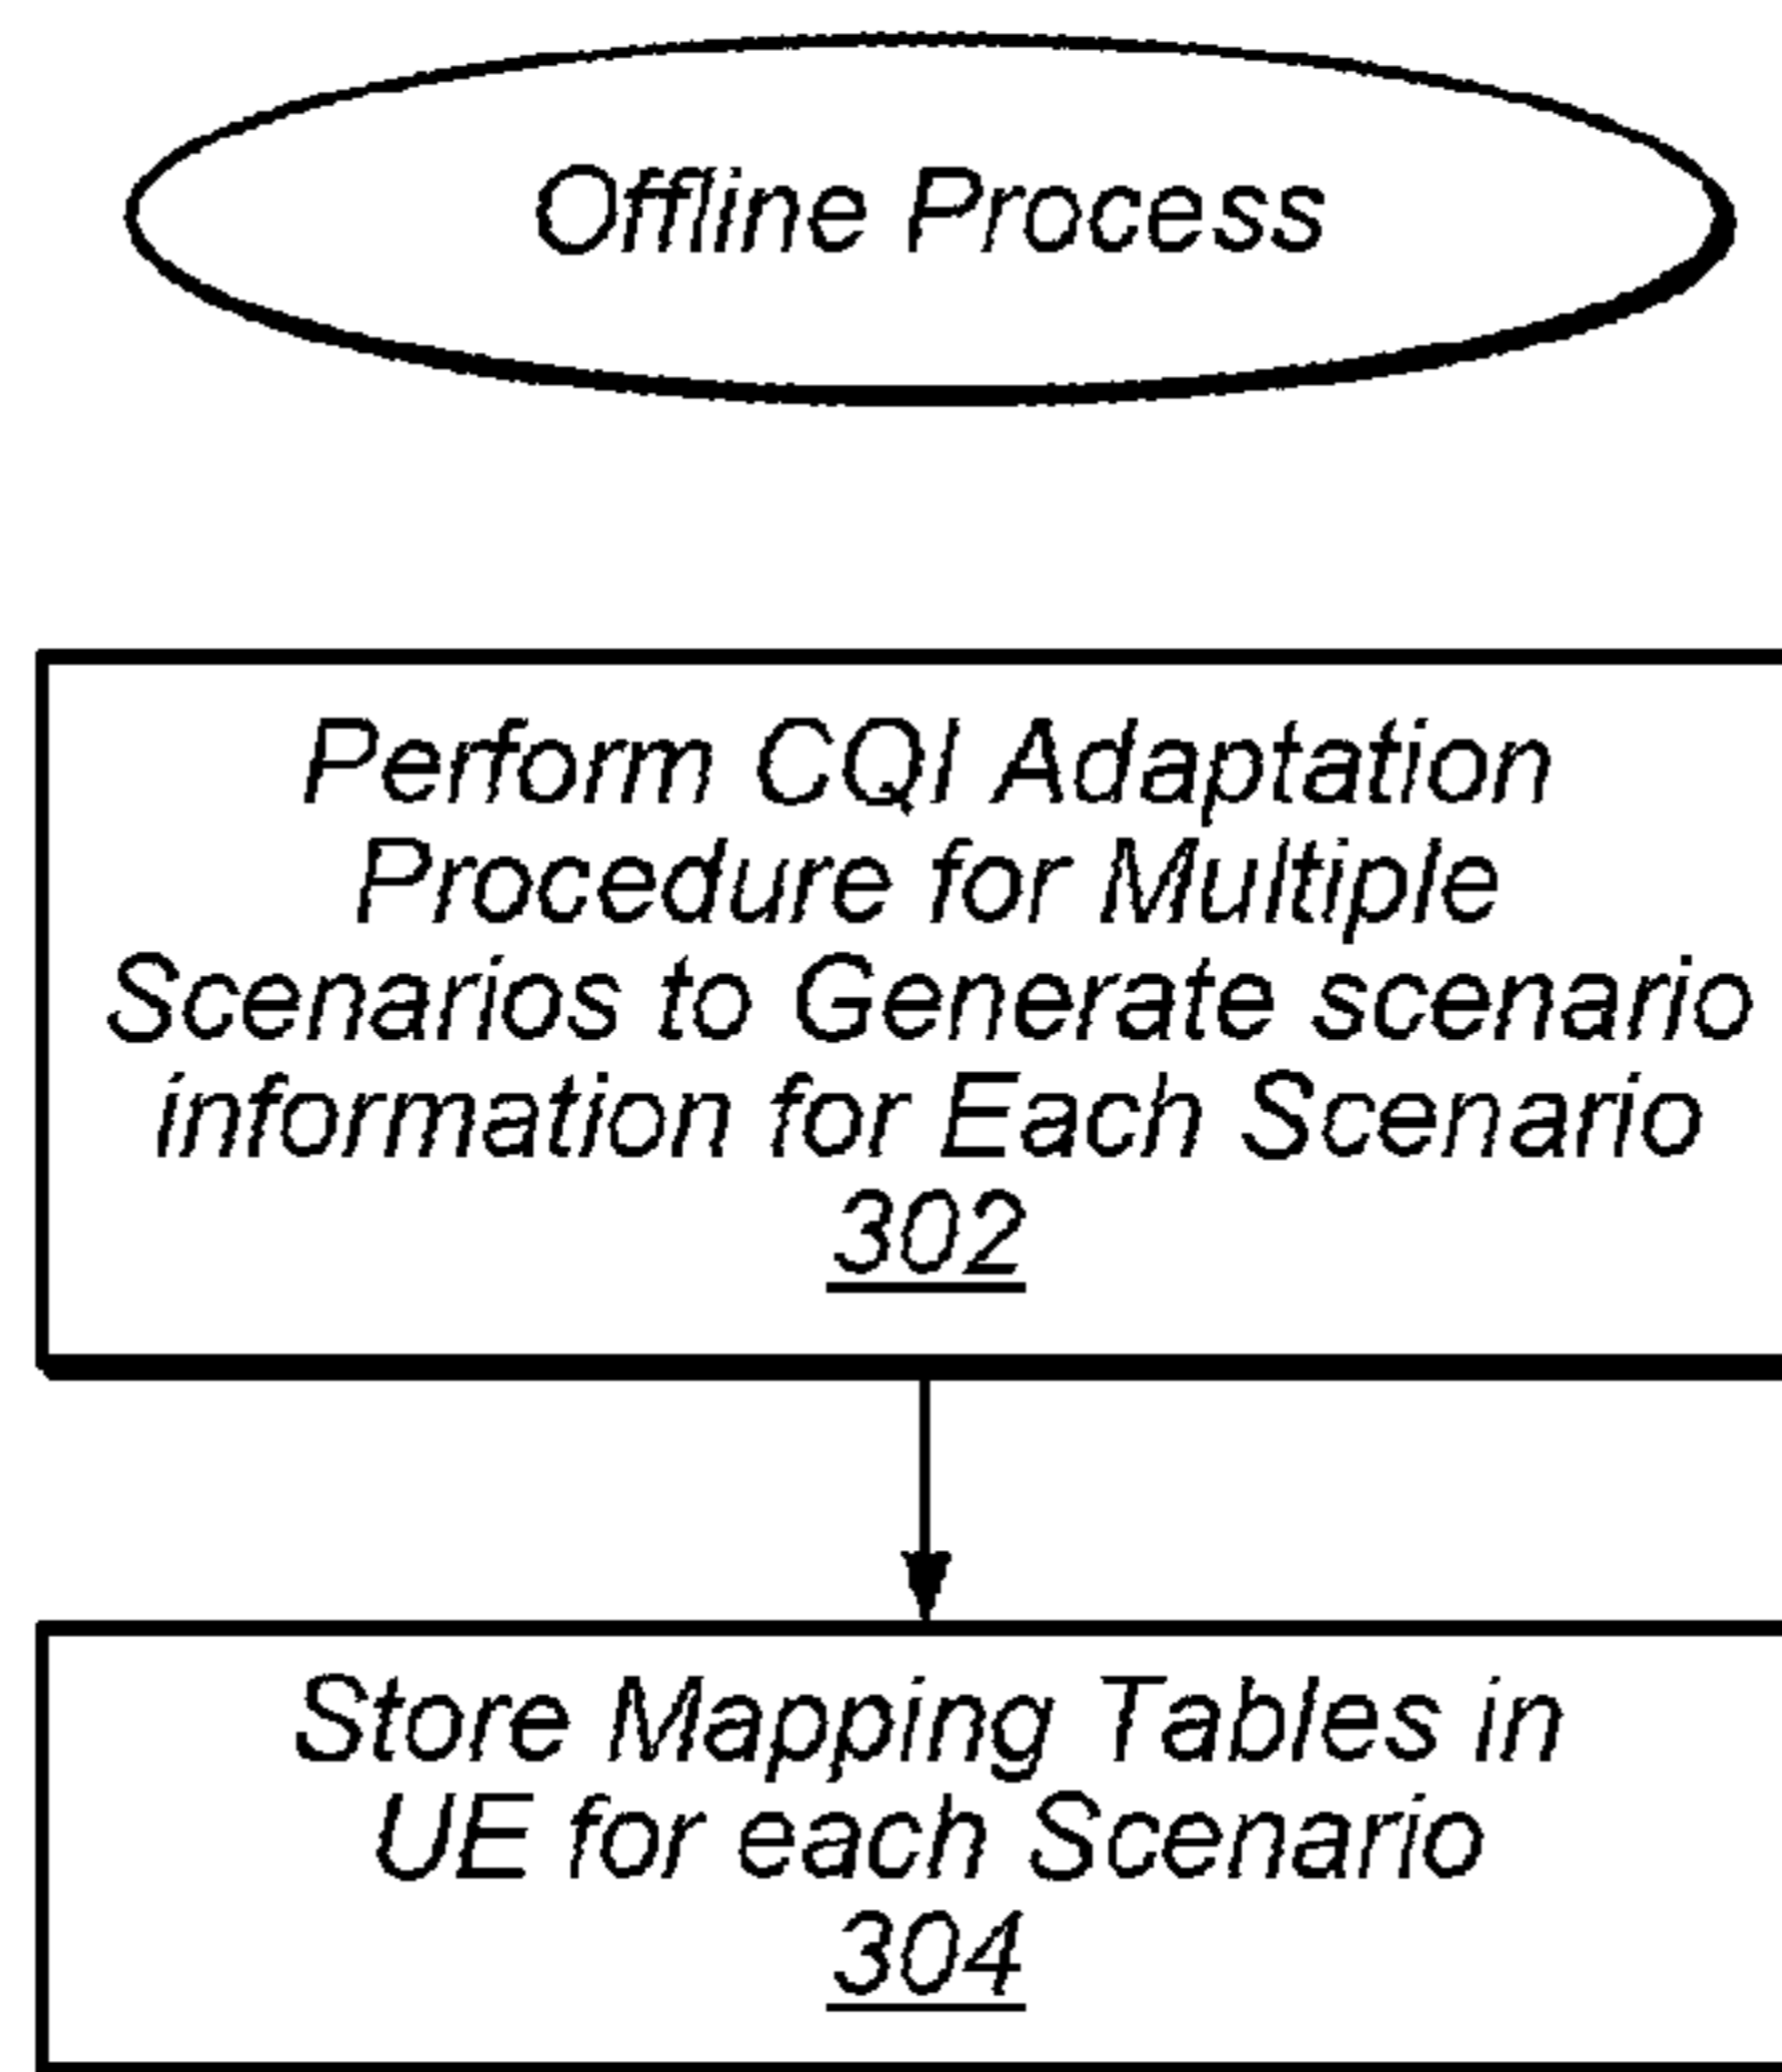 Offline Process
Perform CQI Adaptation
Procedure for Multiple
Scenarios to Generate scenario
information for Each Scenario
302
Store Mapping Tables in
UE for each Scenario
304